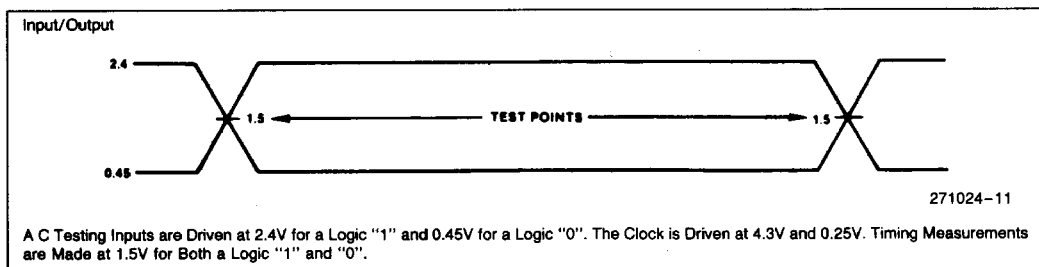 Input/Output
2.4
1.5 TEST POINTS 1.5
0.45
271024-11
A C Testing Inputs are Driven at 2.4V for a Logic "1" and 0.45V for a Logic "0". The Clock is Driven at 4.3V and 0.25V. Timing Measurements
are Made at 1.5V for Both a Logic "1" and "0".